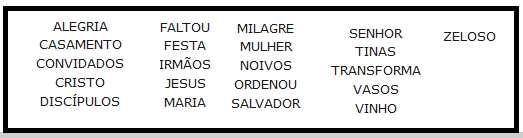 ALEGRIA
CASAMENTO
CONVIDADOS
CRISTO
DISCÍPULOS
FALTOU
FESTA
IRMÃOS
JESUS
MARIA
MILAGRE
MULHER
NOIVOS
ORDENOU
SALVADOR
SENHOR
TINAS
TRANSFORMA
VASOS
VINHO
ZELOSO